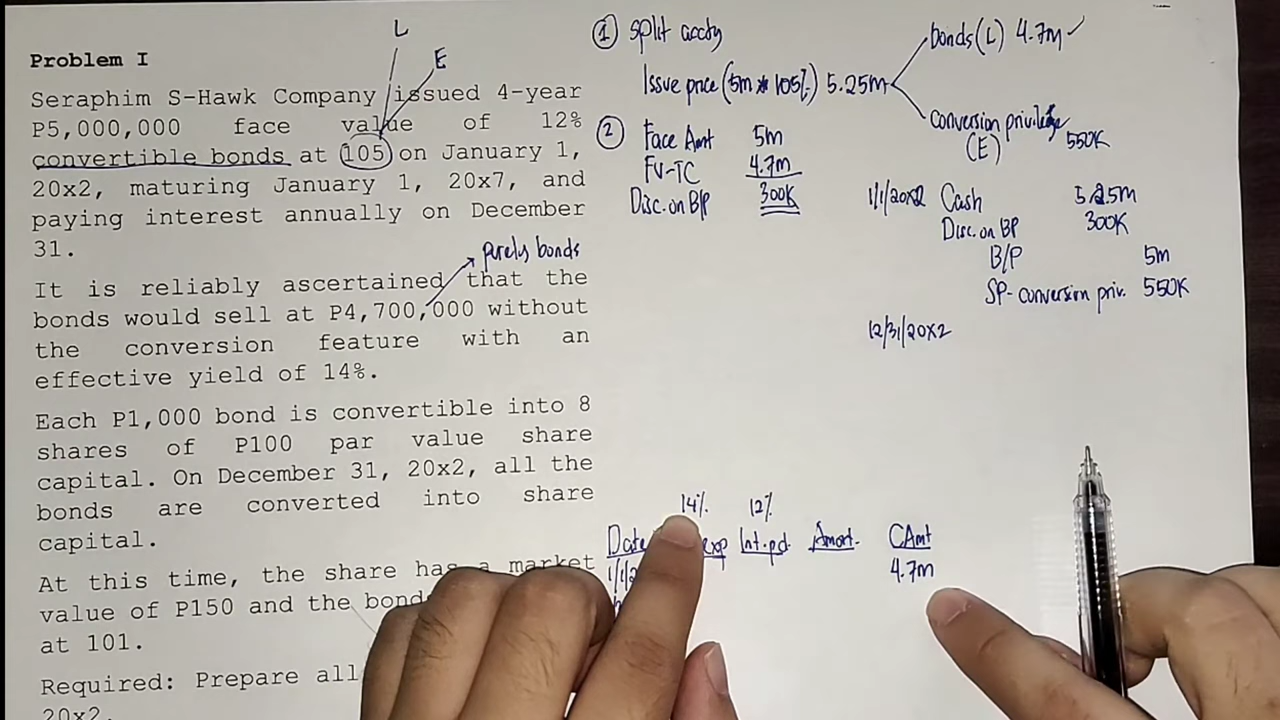 Problem I
Seraphim S-Hawk Company issued 4-year
P5,000,000 face value of 12%
convertible bonds at 105 on January 1,
20x2, maturing January 1, 20x7, and
paying interest annually on December
31.
It is reliably ascertained that the
bonds would sell at P4,700,000 without
the conversion feature with an
effective yield of 14%.
Each P1,000 bond is convertible into 8
shares of P100 par value share
capital. On December 31, 20x2, all the
bonds are converted into share
capital.
At this time, the share has a market
value of P150 and the bonds
at 101.
Required: Prepare all
20x2.
L
E
purely bonds
① split acctg
Issue price (5m * 105%) 5.25m
bonds (L) 4.7m ✓
conversion privilege
(E) 550K
② Face Amt 5m
FV-TC 4.7m
Disc. on B/P 300K
1/1/20x2 Cash 5.25m
Disc. on BP 300K
B/P 5m
SP- conversion priv. 550K
12/31/20x2
14% 12%
Date exp Int. pd. Amort. CAmt
4.7m